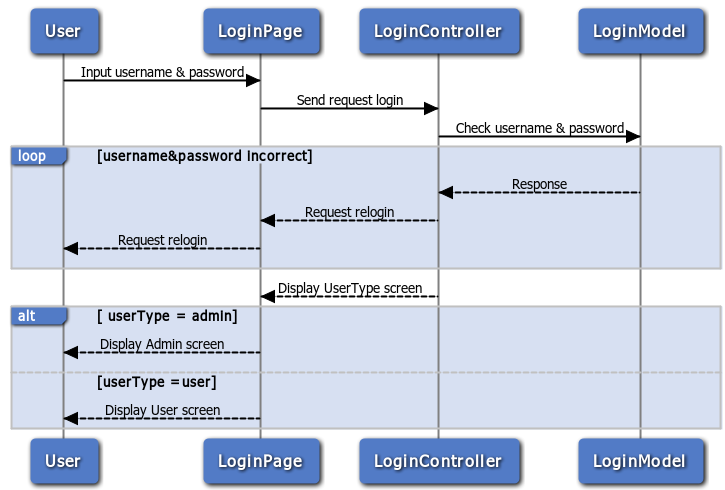 User LoginPage LoginController LoginModel
Input username & password
Send request login
Check username & password
loop [username&password Incorrect]
Response
Request relogin
Request relogin
Display UserType screen
alt [ userType = admin]
Display Admin screen
[userType =user]
Display User screen
User LoginPage LoginController LoginModel